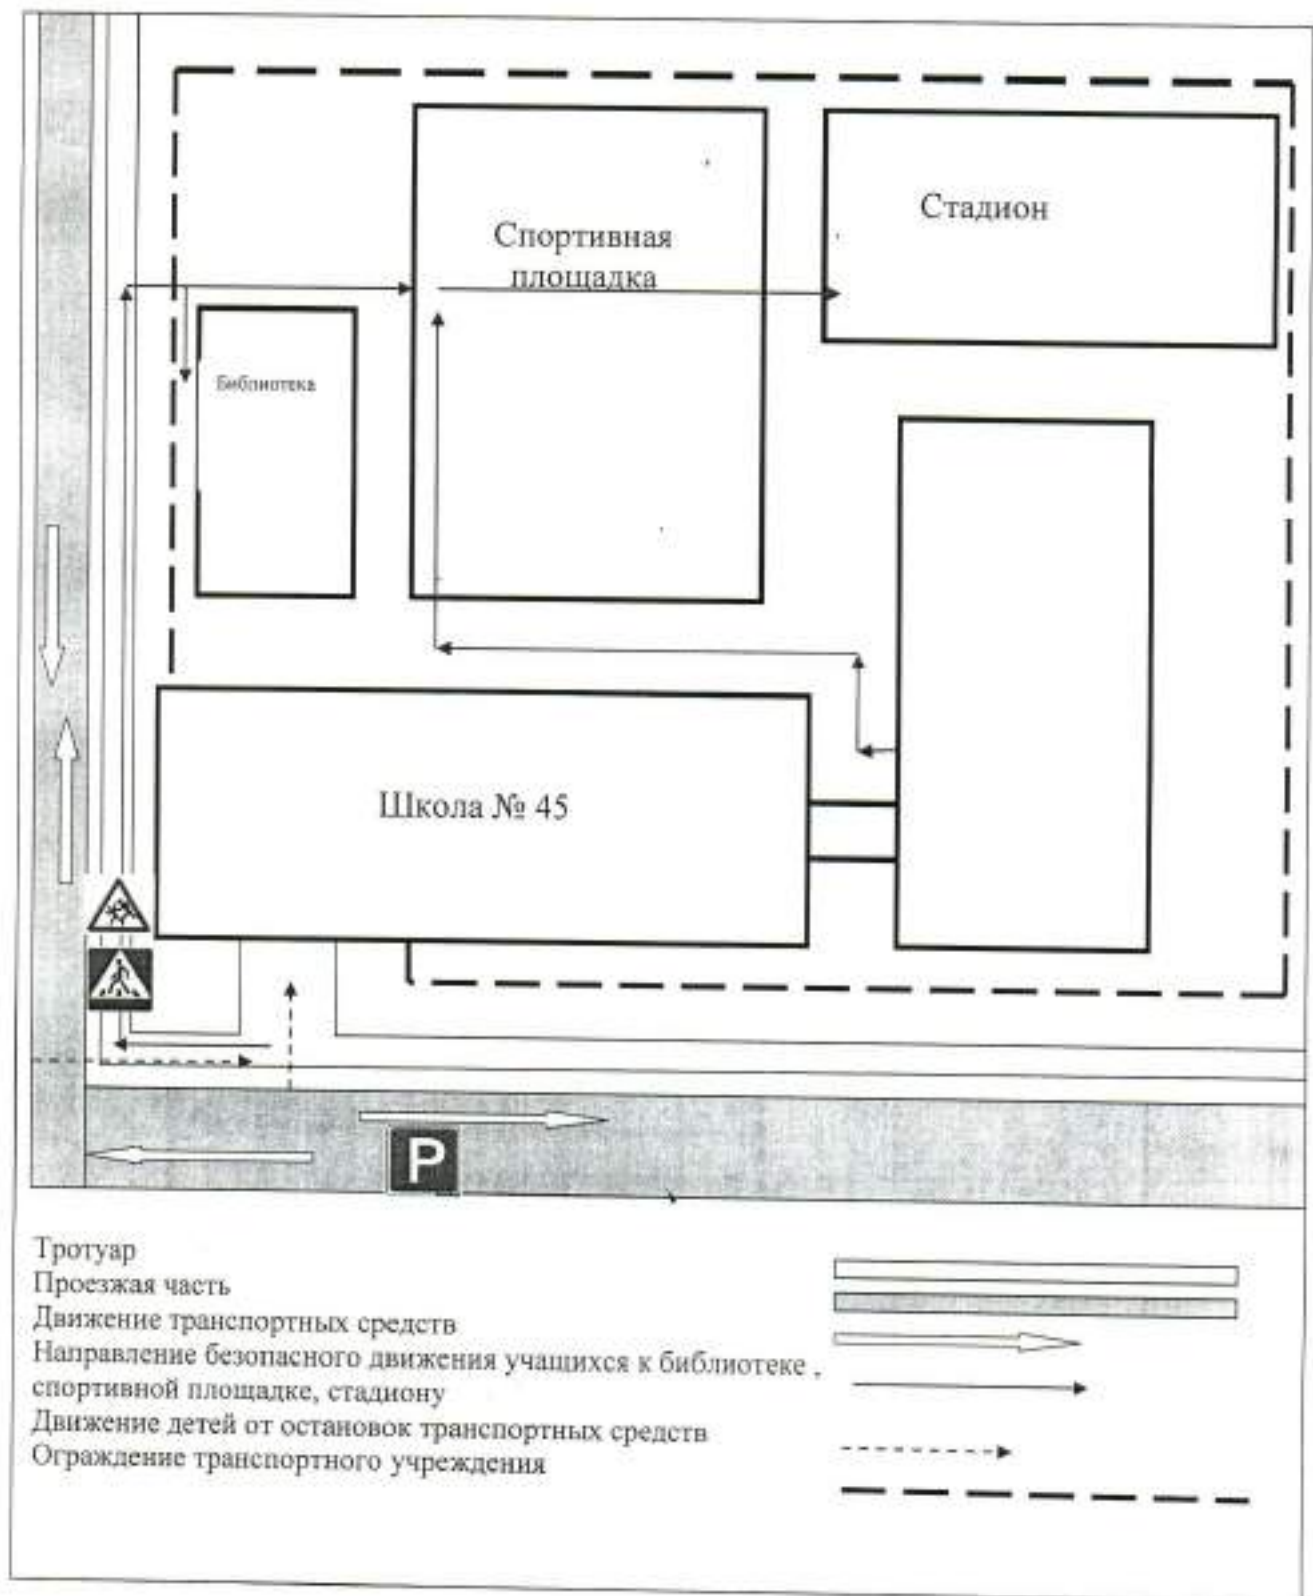 Стадион
Спортивная
площадка
Библиотека
Школа № 45
P
Тротуар
Проезжая часть
Движение транспортных средств
Направление безопасного движения учащихся к библиотеке ,
спортивной площадке, стадиону
Движение детей от остановок транспортных средств
Ограждение транспортного учреждения